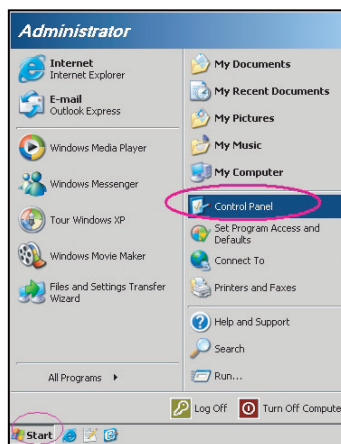 Administrator
Internet
Internet Explorer
E-mail
Outlook Express
Windows Media Player
Windows Messenger
Tour Windows XP
Windows Movie Maker
Files and Settings Transfer
Wizard
All Programs
My Documents
My Recent Documents
My Pictures
My Music
My Computer
Control Panel
Set Program Access and
Defaults
Connect To
Printers and Faxes
Help and Support
Search
Run...
Log Off
Turn Off Compute
Start